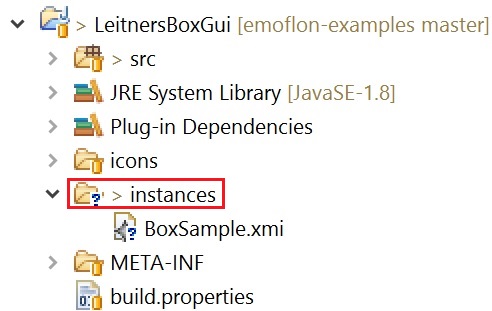 > LeitnersBoxGui [emoflon-examples master]
> src
JRE System Library [JavaSE-1.8]
Plug-in Dependencies
icons
> instances
BoxSample.xmi
META-INF
build.properties